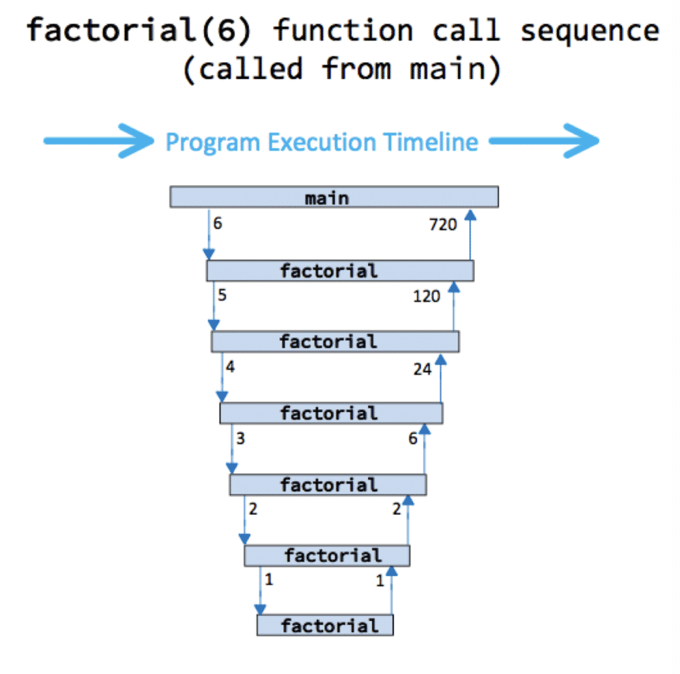 factorial(6) function call sequence
(called from main)
Program Execution Timeline
main
6 720
factorial
5 120
factorial
4 24
factorial
3 6
factorial
2 2
factorial
1 1
factorial